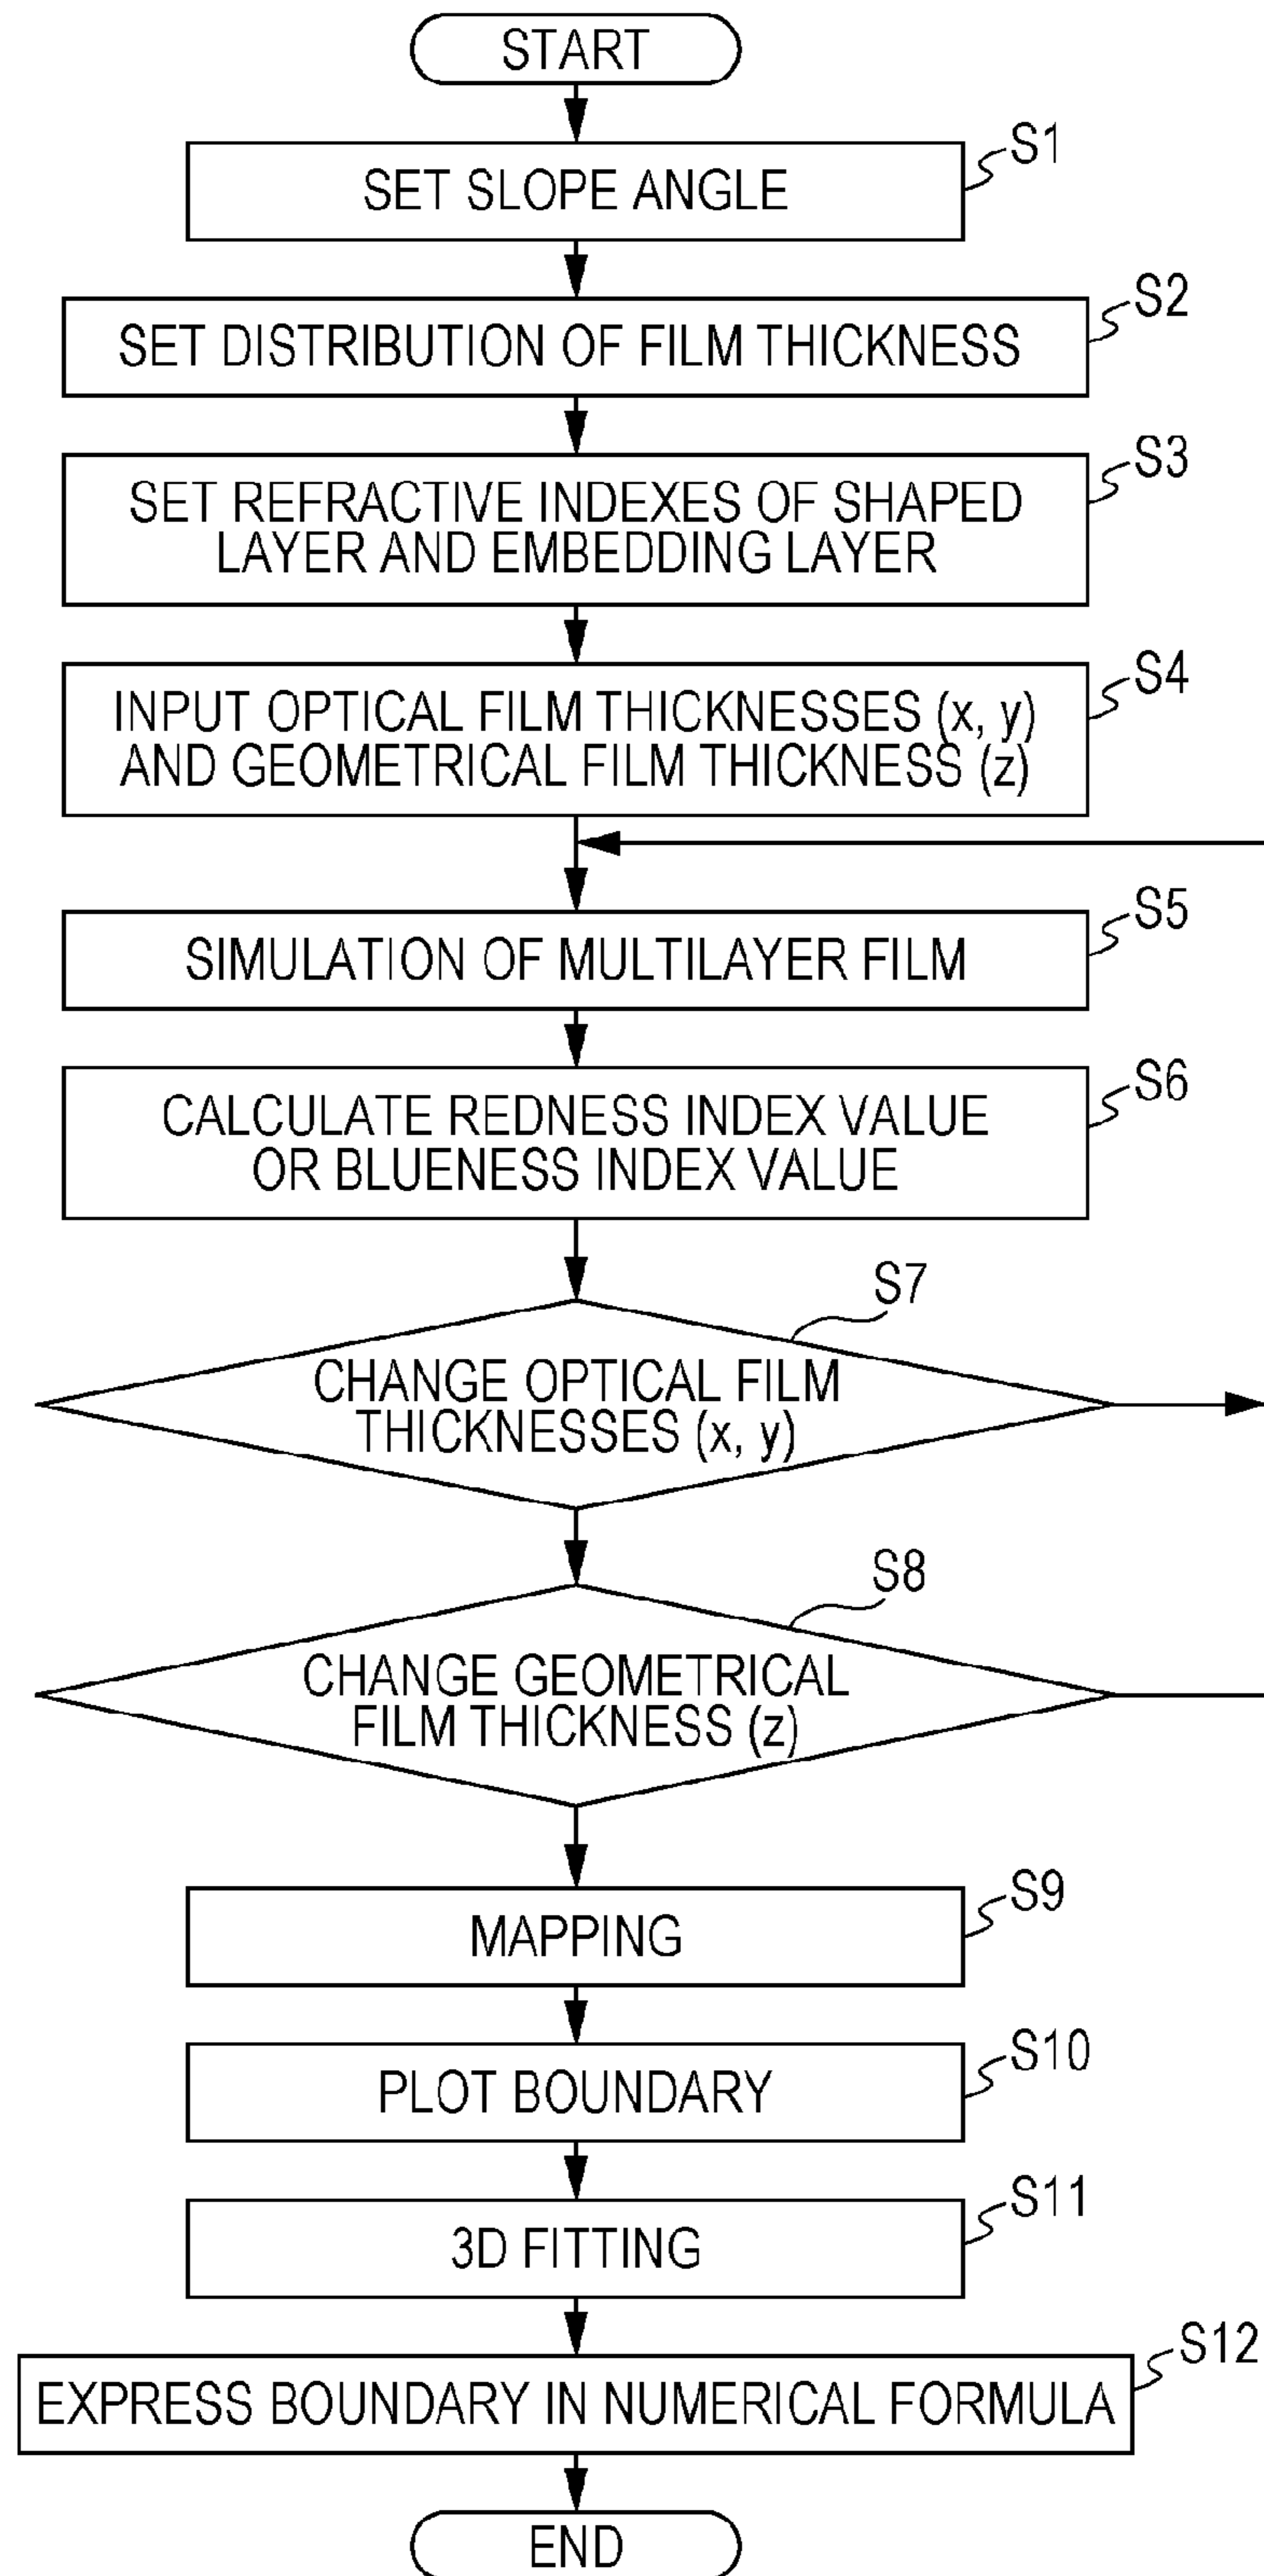 START
S1
SET SLOPE ANGLE
S2
SET DISTRIBUTION OF FILM THICKNESS
S3
SET REFRACTIVE INDEXES OF SHAPED
LAYER AND EMBEDDING LAYER
S4
INPUT OPTICAL FILM THICKNESSES (x, y)
AND GEOMETRICAL FILM THICKNESS (z)
S5
SIMULATION OF MULTILAYER FILM
S6
CALCULATE REDNESS INDEX VALUE
OR BLUENESS INDEX VALUE
S7
CHANGE OPTICAL FILM
THICKNESSES (x, y)
S8
CHANGE GEOMETRICAL
FILM THICKNESS (z)
S9
MAPPING
S10
PLOT BOUNDARY
S11
3D FITTING
S12
EXPRESS BOUNDARY IN NUMERICAL FORMULA
END